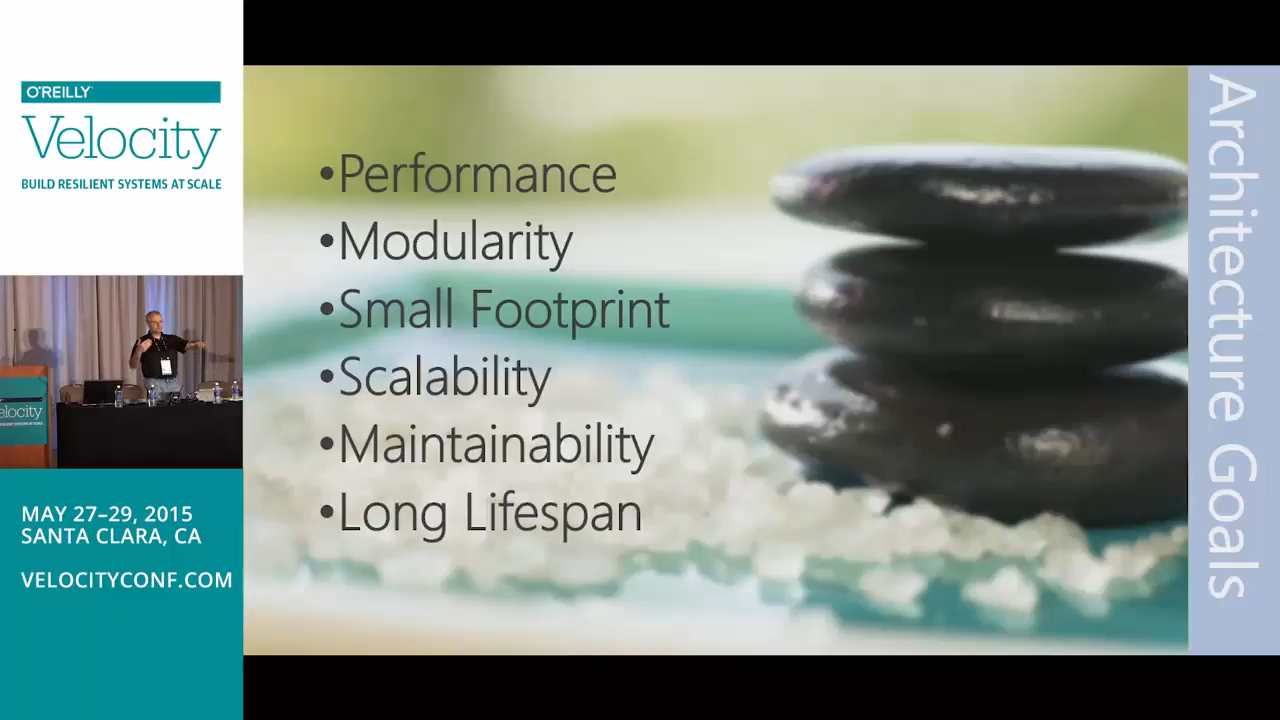 O'REILLY
Velocity
BUILD RESILIENT SYSTEMS AT SCALE
elocity
MAY 27–29, 2015
SANTA CLARA, CA
VELOCITYCONF.COM
•Performance
•Modularity
•Small Footprint
•Scalability
•Maintainability
•Long Lifespan
Architecture Goals